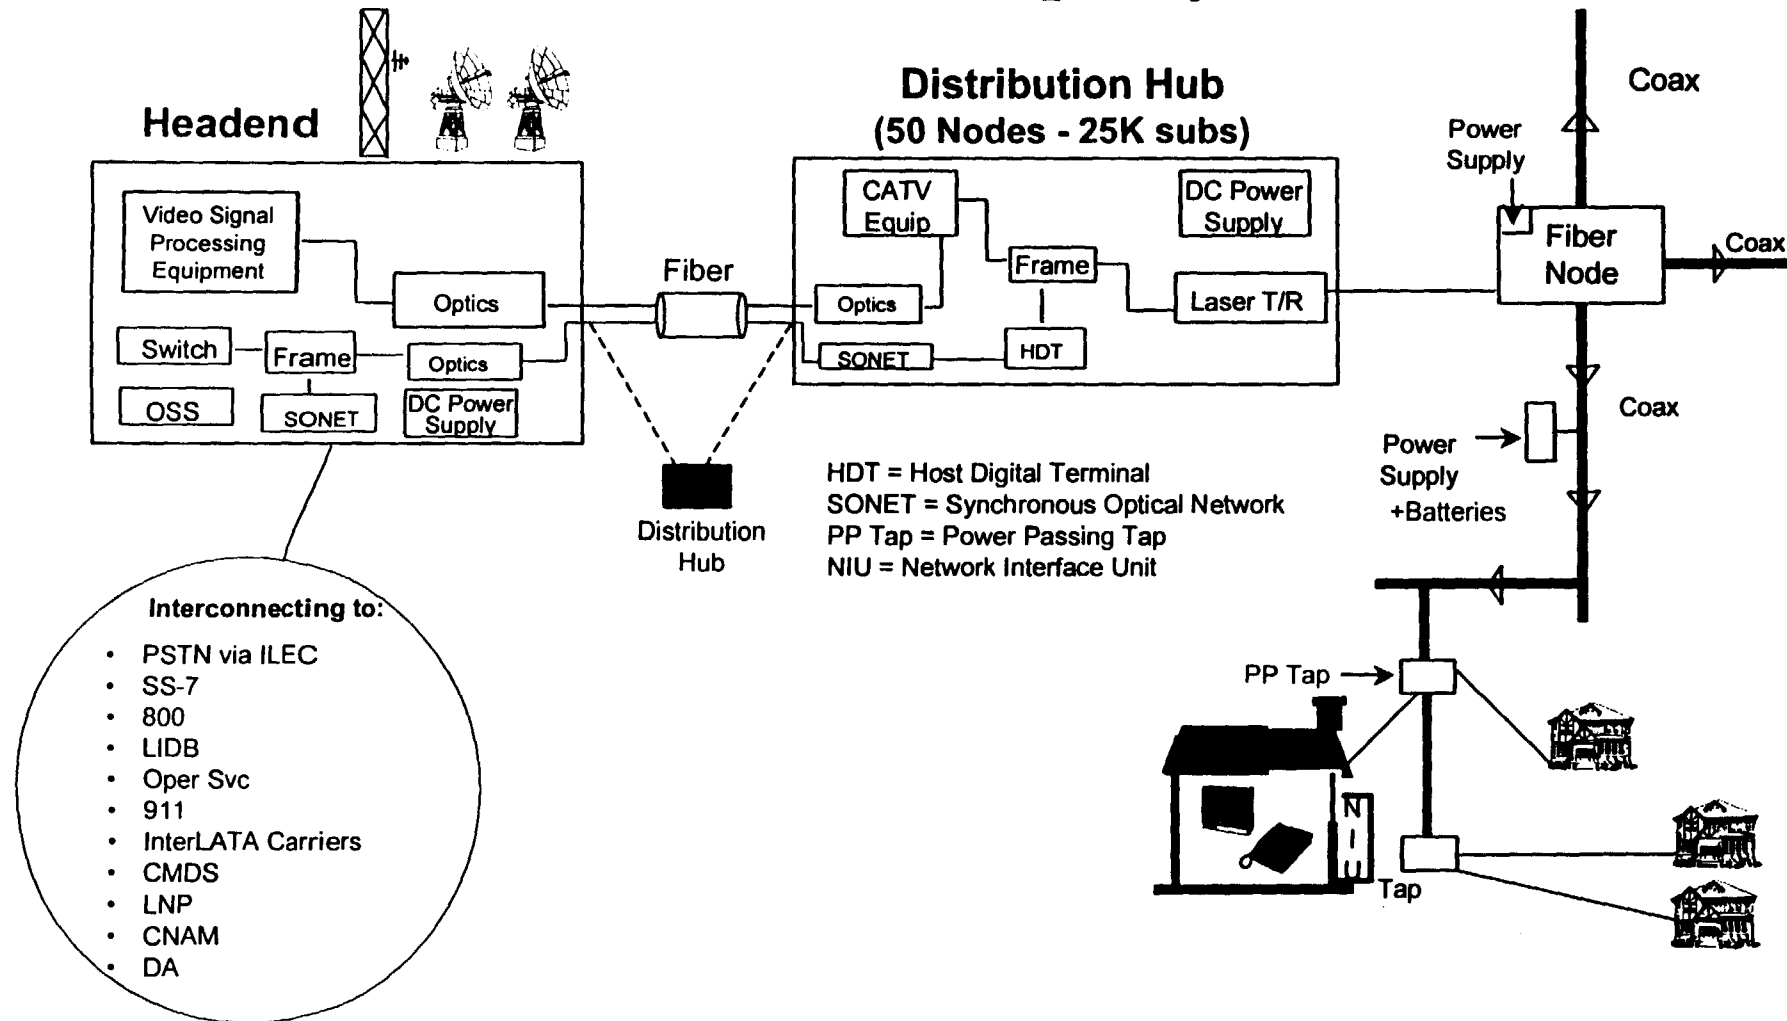 Headend
Video Signal
Processing
Equipment
Optics
Switch
Frame
Optics
OSS
SONET
DC Power
Supply
Fiber
Distribution
Hub
Distribution Hub
(50 Nodes - 25K subs)
CATV
Equip
DC Power
Supply
Frame
Optics
Laser T/R
SONET
HDT
Power
Supply
Fiber
Node
Coax
Coax
Coax
Power
Supply
+Batteries
HDT = Host Digital Terminal
SONET = Synchronous Optical Network
PP Tap = Power Passing Tap
NIU = Network Interface Unit
Interconnecting to:
• PSTN via ILEC
• SS-7
• 800
• LIDB
• Oper Svc
• 911
• InterLATA Carriers
• CMDS
• LNP
• CNAM
• DA
PP Tap
N
I
U
Tap